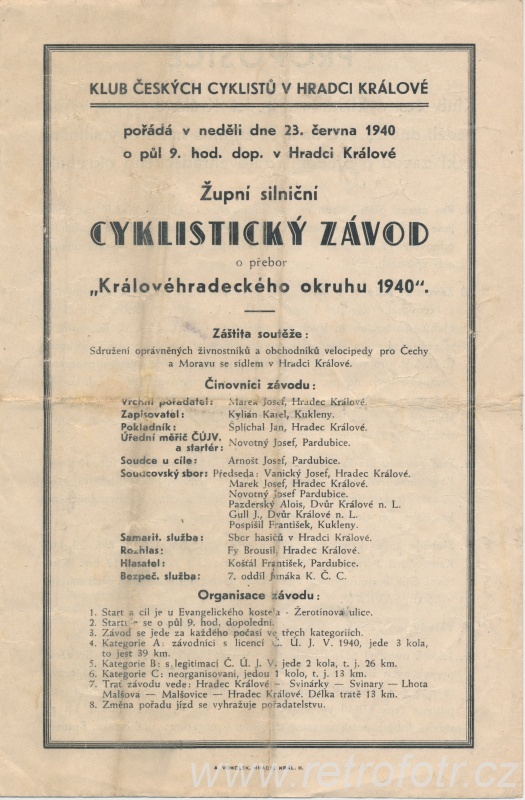 KLUB ČESKÝCH CYKLISTŮ V HRADCI KRÁLOVÉ
pořádá v neděli dne 23. června 1940
o půl 9. hod. dop. v Hradci Králové
Župní silniční
CYKLISTICKÝ ZÁVOD
o přebor
„Královéhradeckého okruhu 1940".
Záštita soutěže:
Sdružení oprávněných živnostníků a obchodníků velocipedy pro Čechy
a Moravu se sídlem v Hradci Králové.
Činovníci závodu:
Vrchní pořadatel: Marek Josef, Hradec Králové.
Zapisovatel: Kylián Karel, Kukleny.
Pokladník: Šplíchal Jan, Hradec Králové.
Úřední měřič ČÚJV.
a startér: Novotný Josef, Pardubice.
Soudce u cíle: Arnošt Josef, Pardubice.
Soudcovský sbor: Předseda: Vanický Josef, Hradec Králové.
Marek Josef, Hradec Králové.
Novotný Josef Pardubice.
Pazderský Alois, Dvůr Králové n. L.
Gull J., Dvůr Králové n. L.
Pospíšil František, Kukleny.
Samarit. služba: Sbor hasičů v Hradci Králové.
Rozhlas: Fy Brousil, Hradec Králové.
Hlasatel: Košťál František, Pardubice.
Bezpeč. služba: 7. oddíl Junáka K. Č. C.
Organisace závodu:
1. Start a cíl je u Evangelického kostela - Žerotínova ulice.
2. Startuje se o půl 9. hod. dopolední.
3. Závod se jede za každého počasí ve třech kategoriích.
4. Kategorie A: závodníci s licencí Č. Ú. J. V. 1940, jede 3 kola,
to jest 39 km.
5. Kategorie B: s legitimací Č. Ú. J. V. jede 2 kola, t. j. 26 km.
6. Kategorie C: neorganisovaní, jedou 1 kolo, t. j. 13 km.
7. Trať závodu vede: Hradec Králové - Svinárky — Svinary — Lhota
Malšova — Malšovice — Hradec Králové. Délka tratě 13 km.
8. Změna pořadu jízd se vyhražuje pořadatelstvu.
www.retrofotr.cz